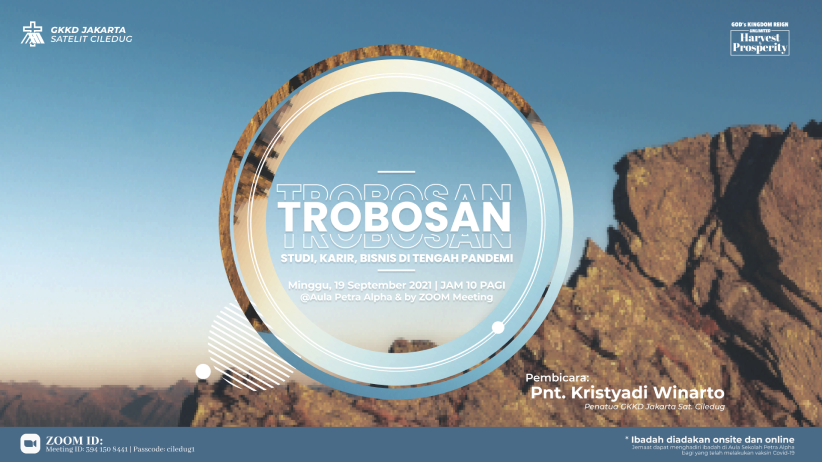 GKKD JAKARTA
SATELIT CILEDUG
GOD's KINGDOM REIGN
UNLIMITED
Harvest
Prosperity
TROBOSAN
TROBOSAN
TROBOSAN
STUDI, KARIR, BISNIS DI TENGAH PANDEMI
Minggu, 19 September 2021 | JAM 10 PAGI
@Aula Petra Alpha & by ZOOM Meeting
Pembicara:
Pnt. Kristyadi Winarto
Penatua GKKD Jakarta Sat. Ciledug
ZOOM ID:
Meeting ID: 594 150 8441 | Passcode: ciledug1
* Ibadah diadakan onsite dan online
Jemaat dapat menghadiri ibadah di Aula Sekolah Petra Alpha
bagi yang telah melakukan vaksin Covid-19